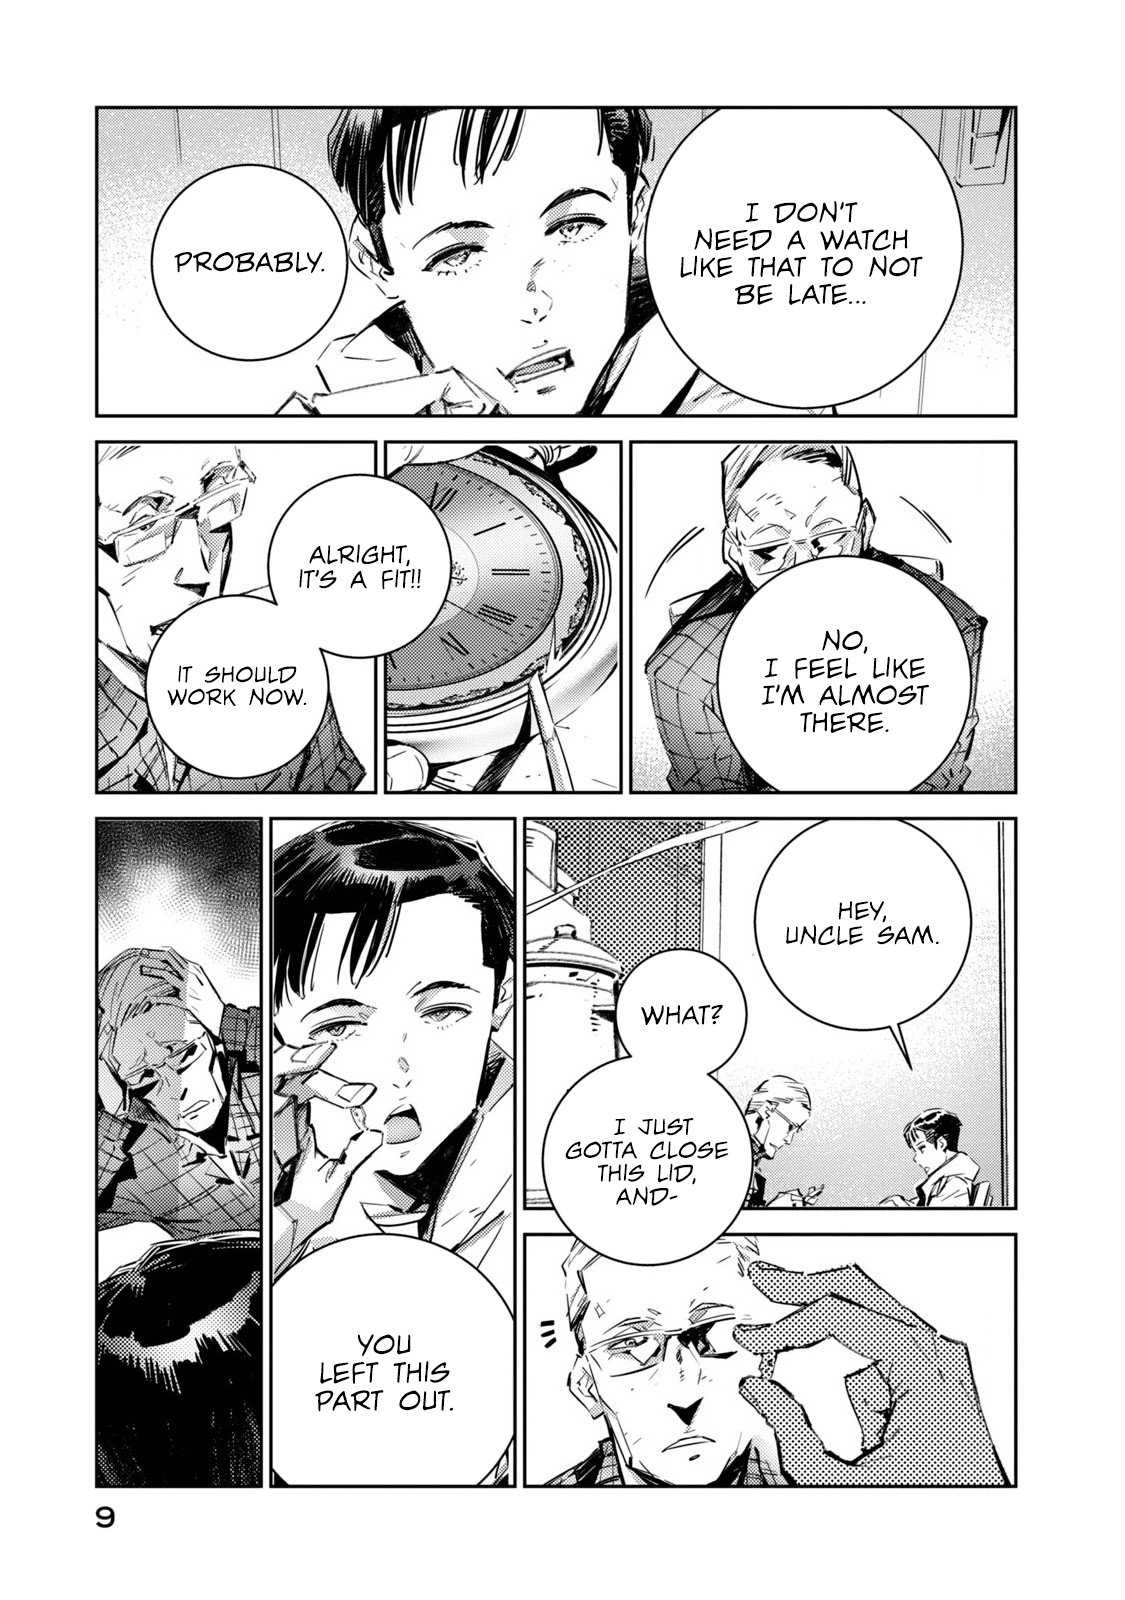 I DON'T
NEED A WATCH
LIKE THAT TO NOT
BE LATE...
PROBABLY.
NO,
I FEEL LIKE
I'M ALMOST
THERE.
ALRIGHT,
IT'S A FIT!!
IT SHOULD
WORK NOW.
HEY,
UNCLE SAM.
WHAT?
I JUST
GOTTA CLOSE
THIS LID,
AND-
YOU
LEFT THIS
PART OUT.
9